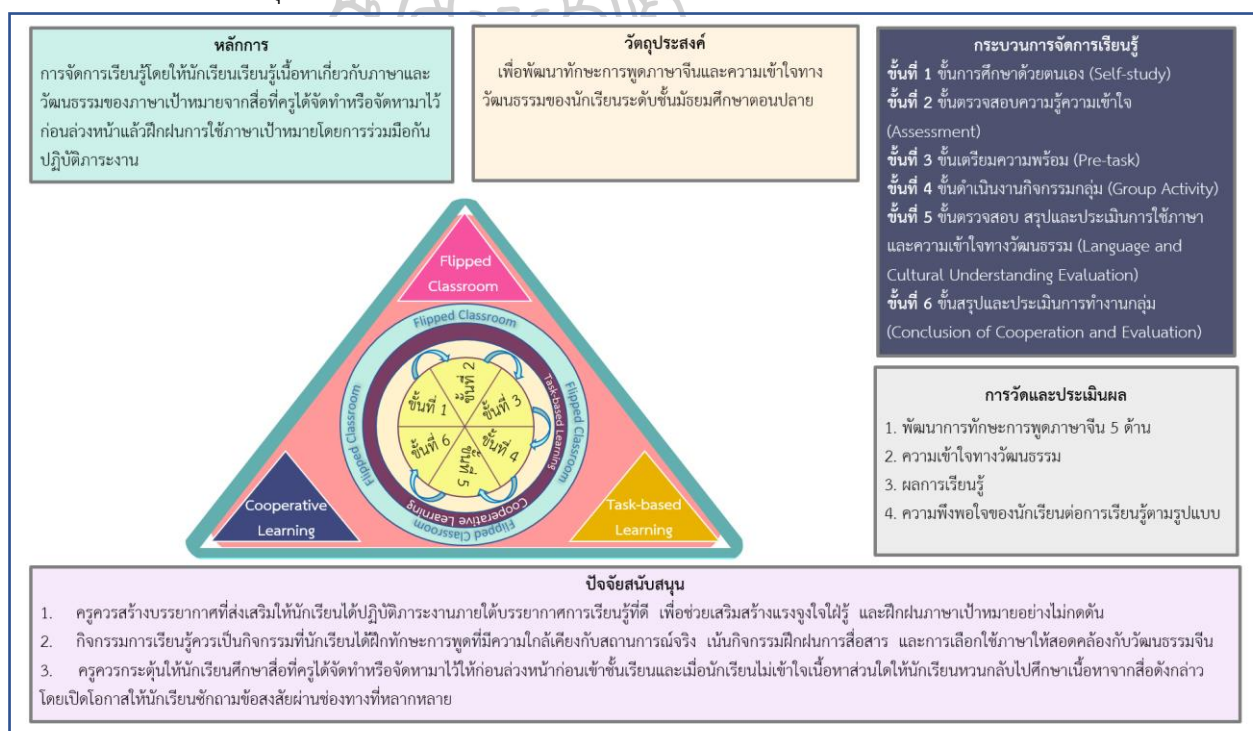 หลักการ
การจัดการเรียนรู้โดยให้นักเรียนเรียนรู้เนื้อหาเกี่ยวกับภาษาและ
วัฒนธรรมของภาษาเป้าหมายจากสื่อที่ครูได้จัดทำหรือจัดหามาไว้
ก่อนล่วงหน้าแล้วฝึกฝนการใช้ภาษาเป้าหมายโดยการร่วมมือกัน
ปฏิบัติภาระงาน
วัตถุประสงค์
เพื่อพัฒนาทักษะการพูดภาษาจีนและความเข้าใจทาง
วัฒนธรรมของนักเรียนระดับชั้นมัธยมศึกษาตอนปลาย
กระบวนการจัดการเรียนรู้
ขั้นที่ 1 ขั้นการศึกษาด้วยตนเอง (Self-study)
ขั้นที่ 2 ขั้นตรวจสอบความรู้ความเข้าใจ
(Assessment)
ขั้นที่ 3 ขั้นเตรียมความพร้อม (Pre-task)
ขั้นที่ 4 ขั้นดำเนินงานกิจกรรมกลุ่ม (Group Activity)
ขั้นที่ 5 ขั้นตรวจสอบ สรุปและประเมินการใช้ภาษา
และความเข้าใจทางวัฒนธรรม (Language and
Cultural Understanding Evaluation)
ขั้นที่ 6 ขั้นสรุปและประเมินการทำงานกลุ่ม
(Conclusion of Cooperation and Evaluation)
Flipped
Classroom
Flipped Classroom
Flipped Classroom
Flipped Classroom
Flipped Classroom
Task-based Learning
Cooperative Learning
ขั้นที่ 1
ขั้นที่ 2
ขั้นที่ 3
ขั้นที่ 4
ขั้นที่ 5
ขั้นที่ 6
Cooperative
Learning
Task-based
Learning
การวัดและประเมินผล
1. พัฒนาการทักษะการพูดภาษาจีน 5 ด้าน
2. ความเข้าใจทางวัฒนธรรม
3. ผลการเรียนรู้
4. ความพึงพอใจของนักเรียนต่อการเรียนรู้ตามรูปแบบ
ปัจจัยสนับสนุน
1. ครูควรสร้างบรรยากาศที่ส่งเสริมให้นักเรียนได้ปฏิบัติภาระงานภายใต้บรรยากาศการเรียนรู้ที่ดี เพื่อช่วยเสริมสร้างแรงจูงใจใฝ่รู้ และฝึกฝนภาษาเป้าหมายอย่างไม่กดดัน
2. กิจกรรมการเรียนรู้ควรเป็นกิจกรรมที่นักเรียนได้ฝึกทักษะการพูดที่มีความใกล้เคียงกับสถานการณ์จริง เน้นกิจกรรมฝึกฝนการสื่อสาร และการเลือกใช้ภาษาให้สอดคล้องกับวัฒนธรรมจีน
3. ครูควรกระตุ้นให้นักเรียนศึกษาสื่อที่ครูได้จัดทำหรือจัดหามาไว้ให้ก่อนล่วงหน้าก่อนเข้าชั้นเรียนและเมื่อนักเรียนไม่เข้าใจเนื้อหาส่วนใดให้นักเรียนทวนกลับไปศึกษาเนื้อหาจากสื่อดังกล่าว
โดยเปิดโอกาสให้นักเรียนซักถามข้อสงสัยผ่านช่องทางที่หลากหลาย